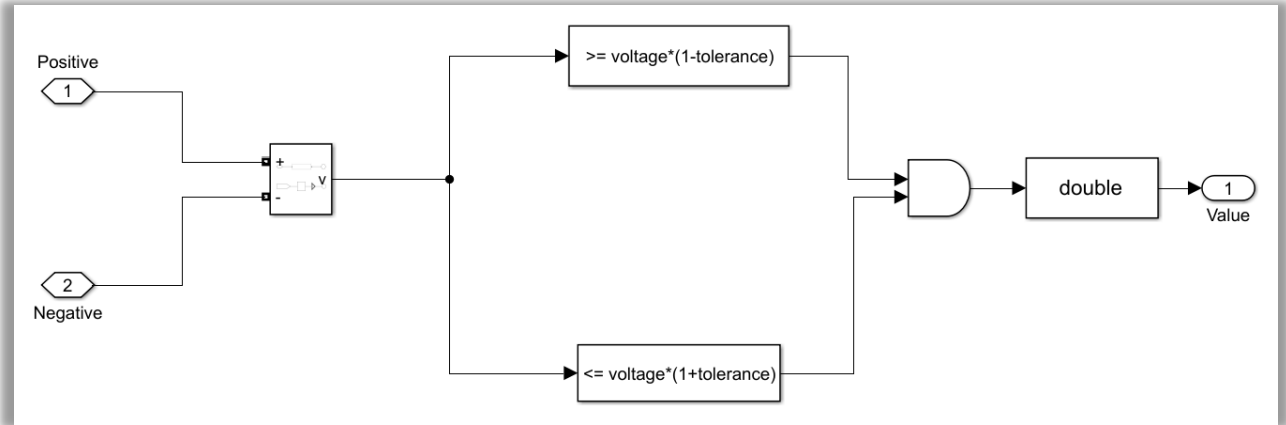 Positive
1
+
v
-
2
Negative
>= voltage*(1-tolerance)
<= voltage*(1+tolerance)
double
1
Value